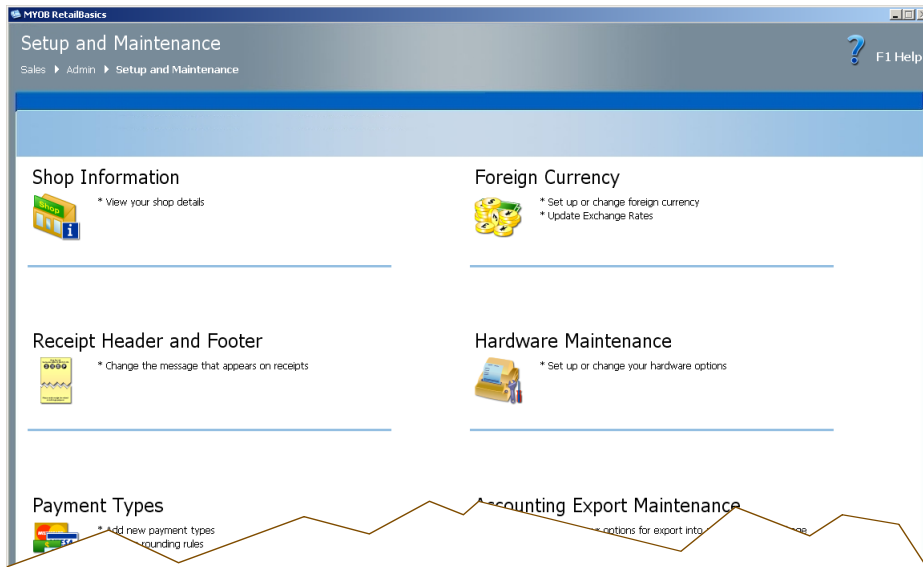 MYOB RetailBasics
Setup and Maintenance
F1 Help
Sales Admin Setup and Maintenance
Shop Information
Shop
* View your shop details
Foreign Currency
* Set up or change foreign currency
* Update Exchange Rates
Receipt Header and Footer
* Change the message that appears on receipts
Hardware Maintenance
* Set up or change your hardware options
Payment Types
* Add new payment types
rounding rules
Accounting Export Maintenance
options for export into